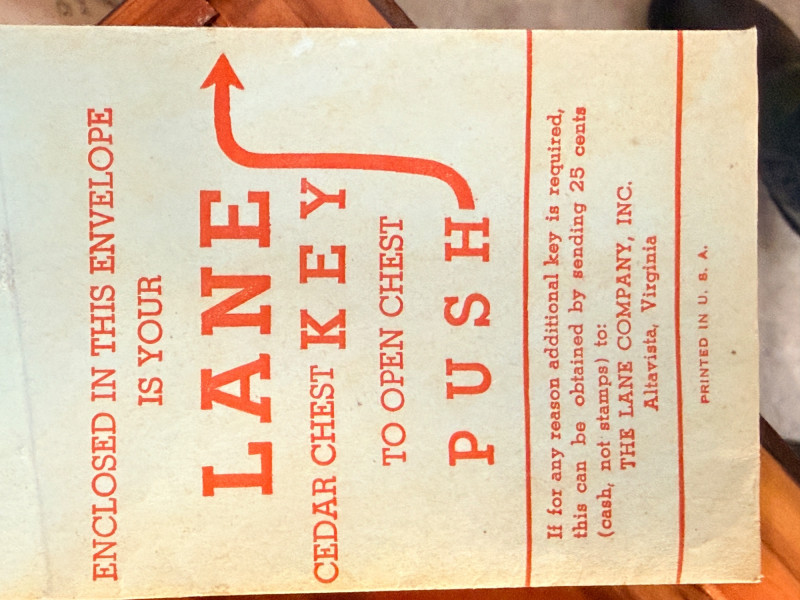 ENCLOSED IN THIS ENVELOPE
IS YOUR
LANE
CEDAR CHEST KEY
TO OPEN CHEST
PUSH
If for any reason additional key is required,
this can be obtained by sending 25 cents
(cash, not stamps) to:
THE LANE COMPANY, INC.
Altavista, Virginia
PRINTED IN U. S. A.